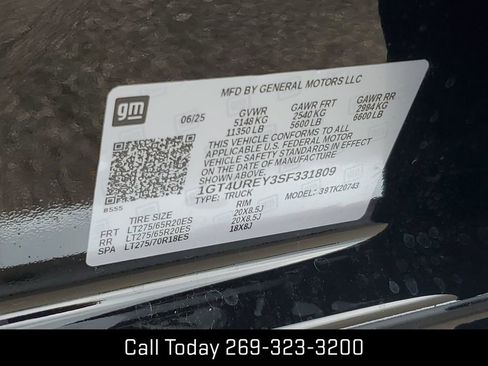 gm
MFD BY GENERAL MOTORS LLC
06/25 GVWR GAWR FRT GAWR RR
5148 KG 2540 KG 2994 KG
11350 LB 5600 LB 6600 LB
THIS VEHICLE CONFORMS TO ALL
APPLICABLE U.S. FEDERAL MOTOR
VEHICLE SAFETY STANDARDS IN EFFECT
ON THE DATE OF MANUFACTURE SHOWN ABOVE.
1GT4UREY3SF331809
TYPE: TRUCK
TIRE SIZE RIM
FRT LT275/65R20ES 20X8.5J
RR LT275/65R20ES 20X8.5J
SPA LT275/70R18ES 18X8J
Call Today 269-323-3200